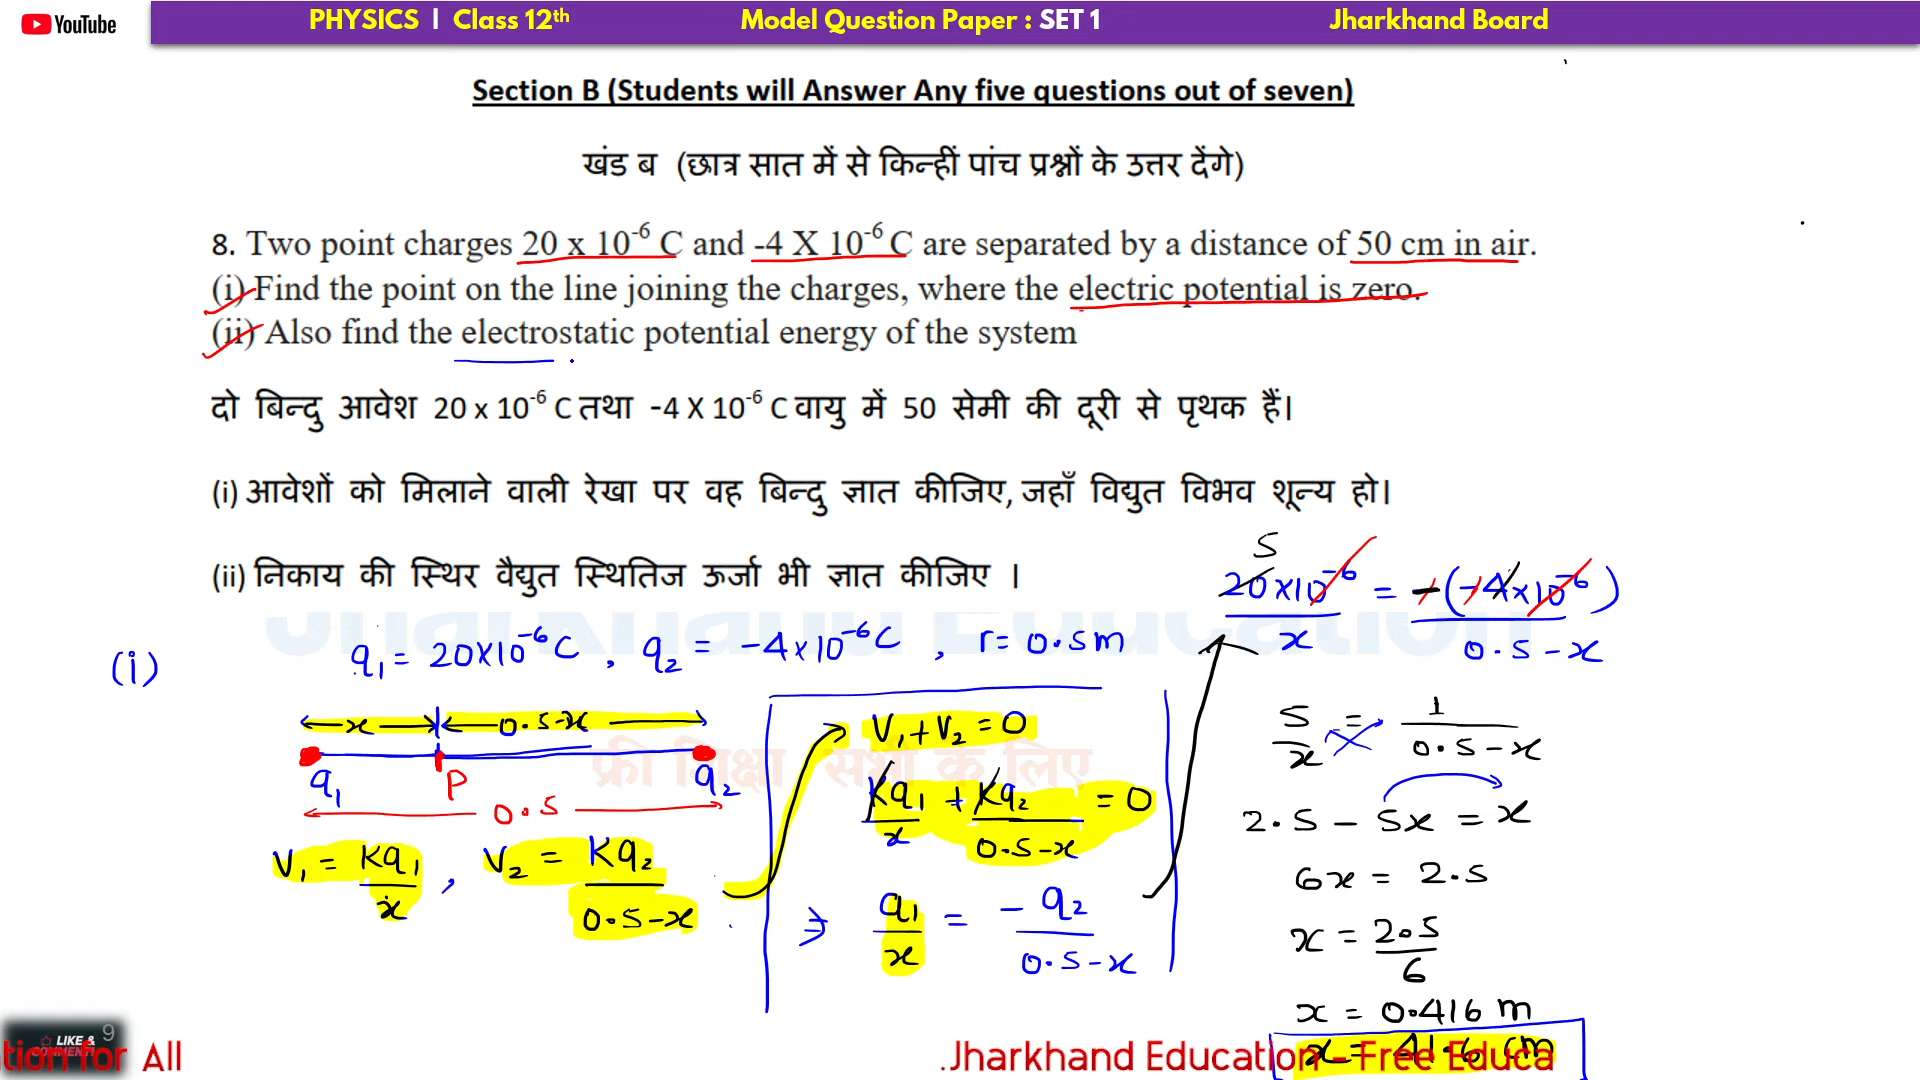 YouTube
PHYSICS | Class 12th Model Question Paper : SET 1 Jharkhand Board
Section B (Students will Answer Any five questions out of seven)
खंड ब (छात्र सात में से किन्हीं पांच प्रश्नों के उत्तर देंगे)
8. Two point charges 20 x 10⁻⁶ C and -4 X 10⁻⁶ C are separated by a distance of 50 cm in air.
(i) Find the point on the line joining the charges, where the electric potential is zero.
(ii) Also find the electrostatic potential energy of the system
दो बिन्दु आवेश 20 x 10⁻⁶ C तथा -4 X 10⁻⁶ C वायु में 50 सेमी की दूरी से पृथक हैं।
(i) आवेशों को मिलाने वाली रेखा पर वह बिन्दु ज्ञात कीजिए, जहाँ विद्युत विभव शून्य हो।
(ii) निकाय की स्थिर वैद्युत स्थितिज ऊर्जा भी ज्ञात कीजिए ।
Jharkhand Education
फ्री शिक्षा सभी के लिए
(i) q₁ = 20×10⁻⁶C , q₂ = -4×10⁻⁶C , r = 0.5m
x 0.5-x
q₁ P q₂
0.5
V₁ = Kq₁/x , V₂ = Kq₂/0.5-x
V₁+V₂ = 0
Kq₁/x + Kq₂/0.5-x = 0
⇒ q₁/x = -q₂/0.5-x
5
20×10⁻⁶/x = -(-4×10⁻⁶)/0.5-x
5/x = 1/0.5-x
2.5 - 5x = x
6x = 2.5
x = 2.5/6
x = 0.416 m
x = 41.6 cm
9
LIKE &
tion for All
.Jharkhand Education - Free Educa